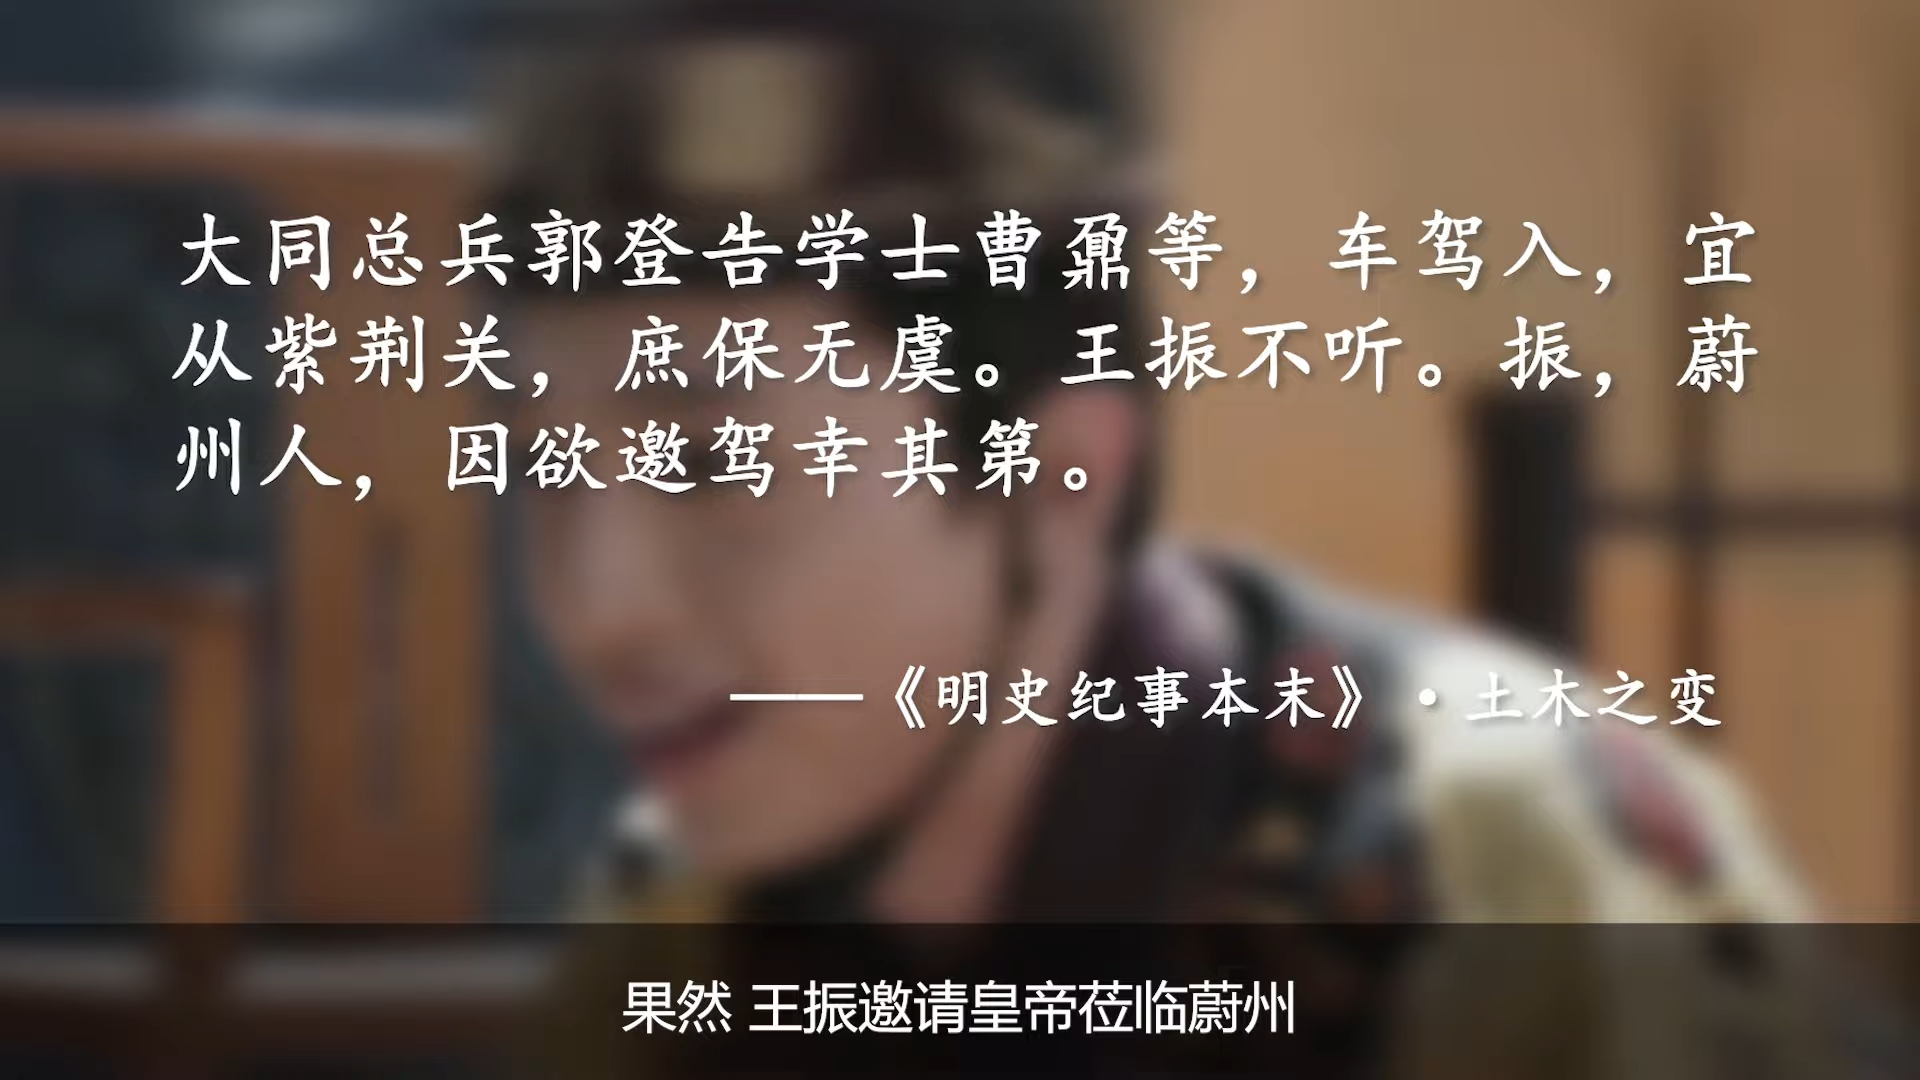 大同总兵郭登告学士曹鼐等，车驾入，宜
从紫荆关，庶保无虞。王振不听。振，蔚
州人，因欲邀驾幸其第。
——《明史纪事本末》·土木之变
果然 王振邀请皇帝莅临蔚州